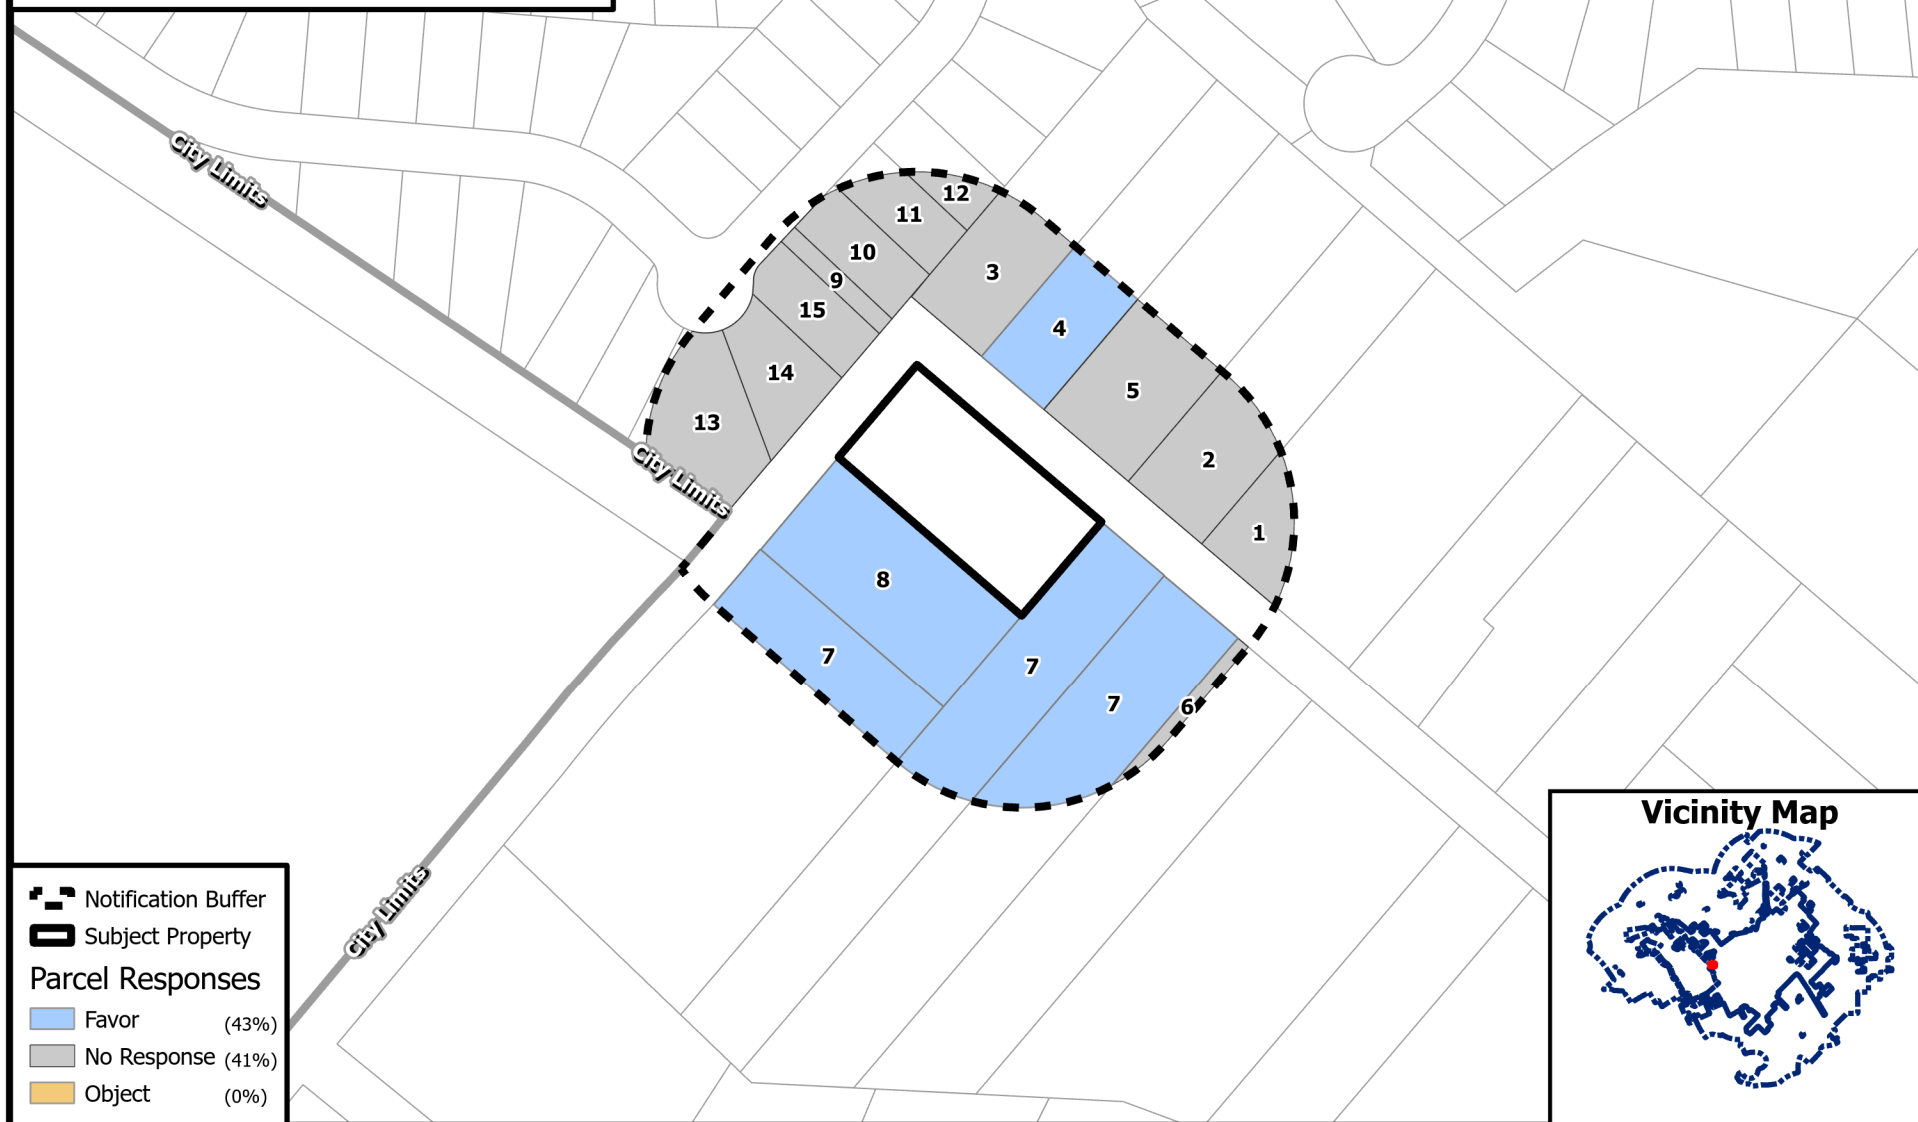 City Limits
12
11
10
3
9
15
4
14
5
13
2
City Limits
1
8
7
7
7
6
Vicinity Map
City Limits
Notification Buffer
Subject Property
Parcel Responses
Favor (43%)
No Response (41%)
Object (0%)